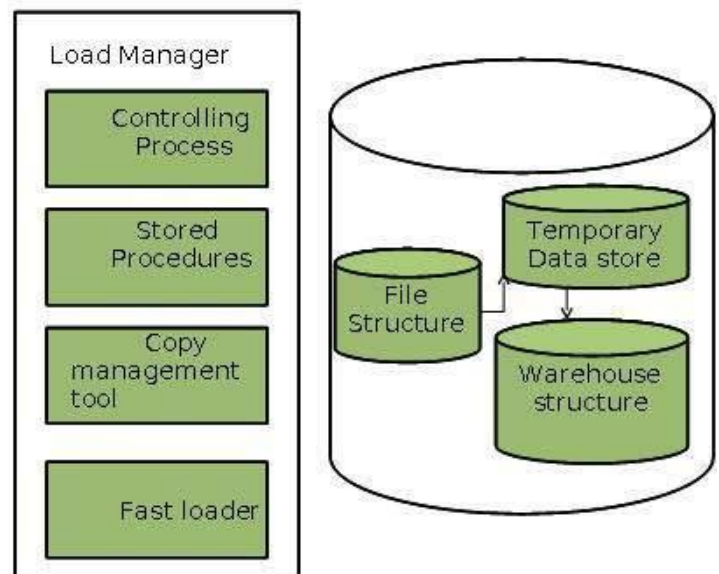 Load Manager
Controlling
Process
Stored
Procedures
Copy
management
tool
Fast loader
File
Structure
Temporary
Data store
Warehouse
structure